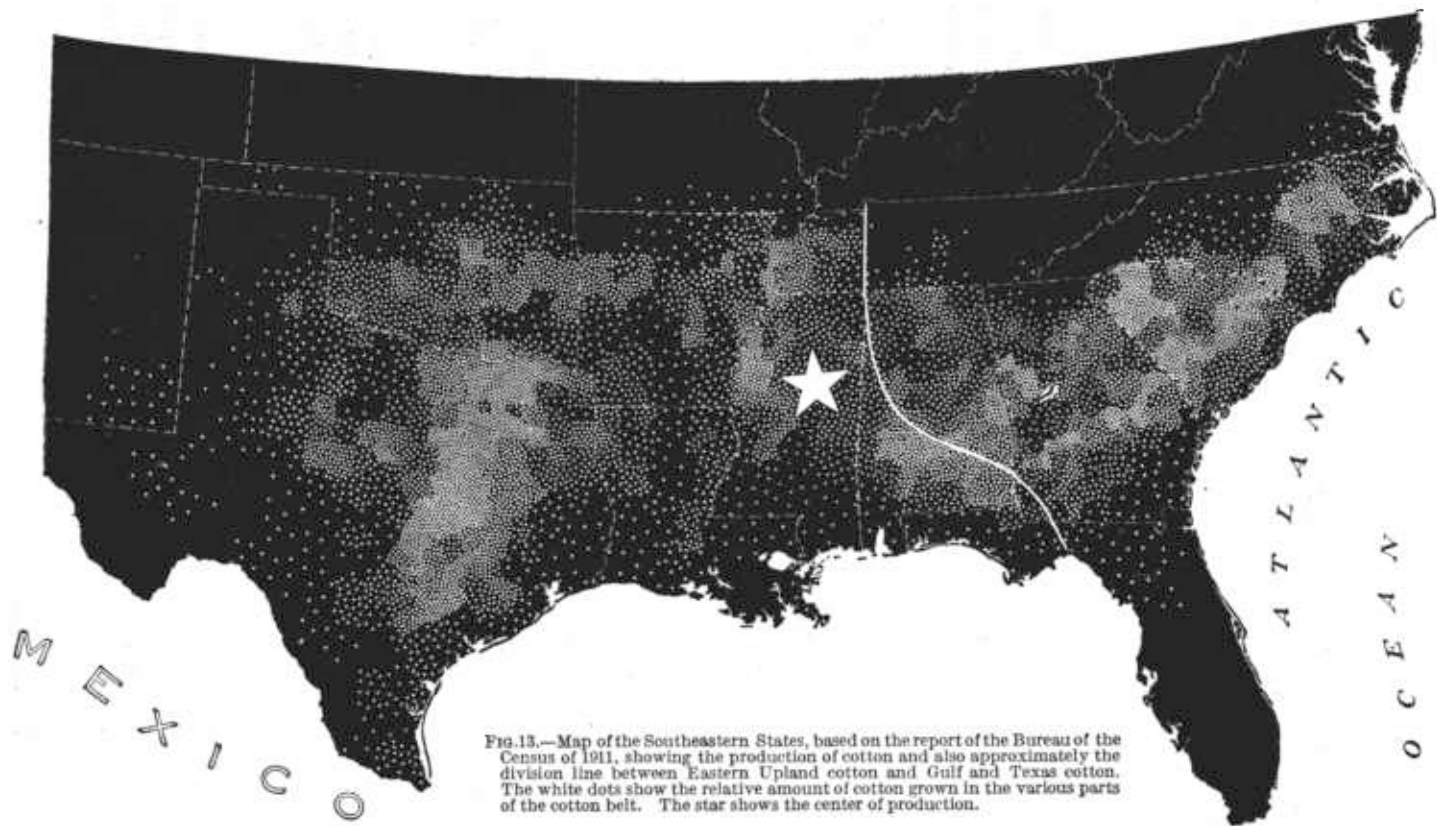 MEXICO
ATLANTIC
OCEAN
FIG.13.—Map of the Southeastern States, based on the report of the Bureau of the
Census of 1911, showing the production of cotton and also approximately the
division line between Eastern Upland cotton and Gulf and Texas cotton.
The white dots show the relative amount of cotton grown in the various parts
of the cotton belt. The star shows the center of production.